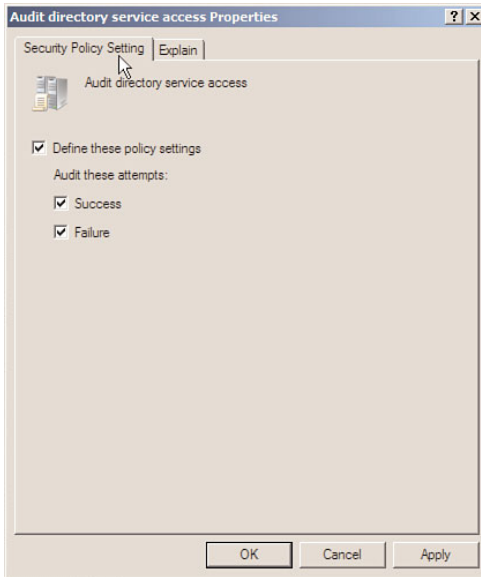 Audit directory service access Properties
? X
Security Policy Setting Explain
Audit directory service access
Define these policy settings
Audit these attempts:
Success
Failure
OK Cancel Apply